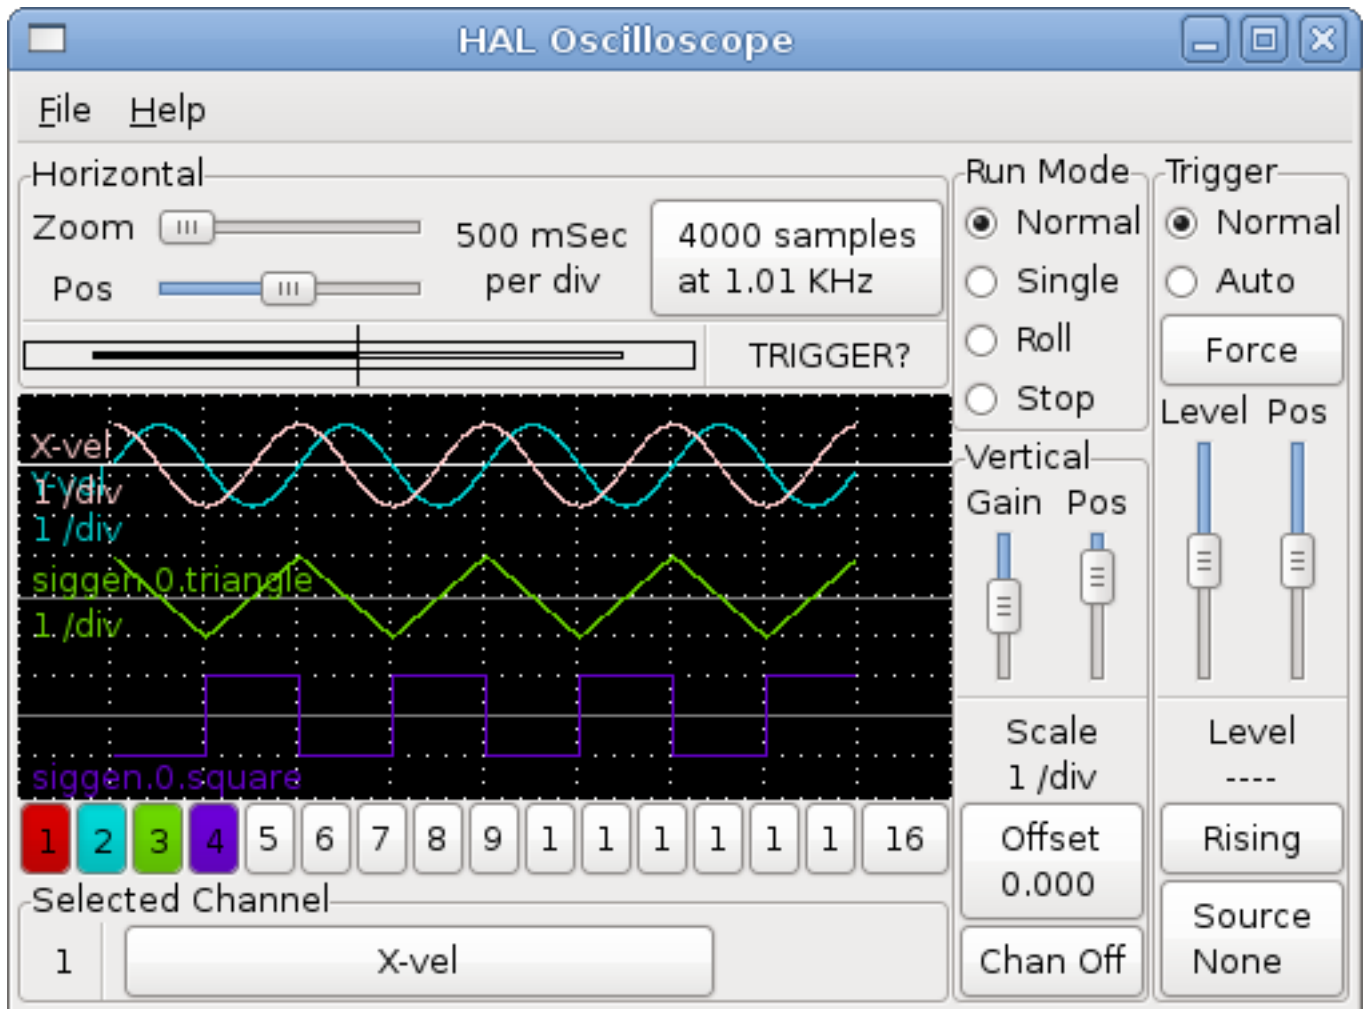 HAL Oscilloscope
File Help
Horizontal
Zoom
Pos
500 mSec
per div
4000 samples
at 1.01 KHz
TRIGGER?
Run Mode
Normal
Single
Roll
Stop
Trigger
Normal
Auto
Force
Level Pos
X-vel
Y-vel
1 /div
1 /div
siggen.0.triangle
1 /div
siggen.0.square
Vertical
Gain Pos
Scale
1 /div
Offset
0.000
Chan Off
Level
----
Rising
Source
None
1 2 3 4 5 6 7 8 9 1 1 1 1 1 1 16
Selected Channel
1 X-vel